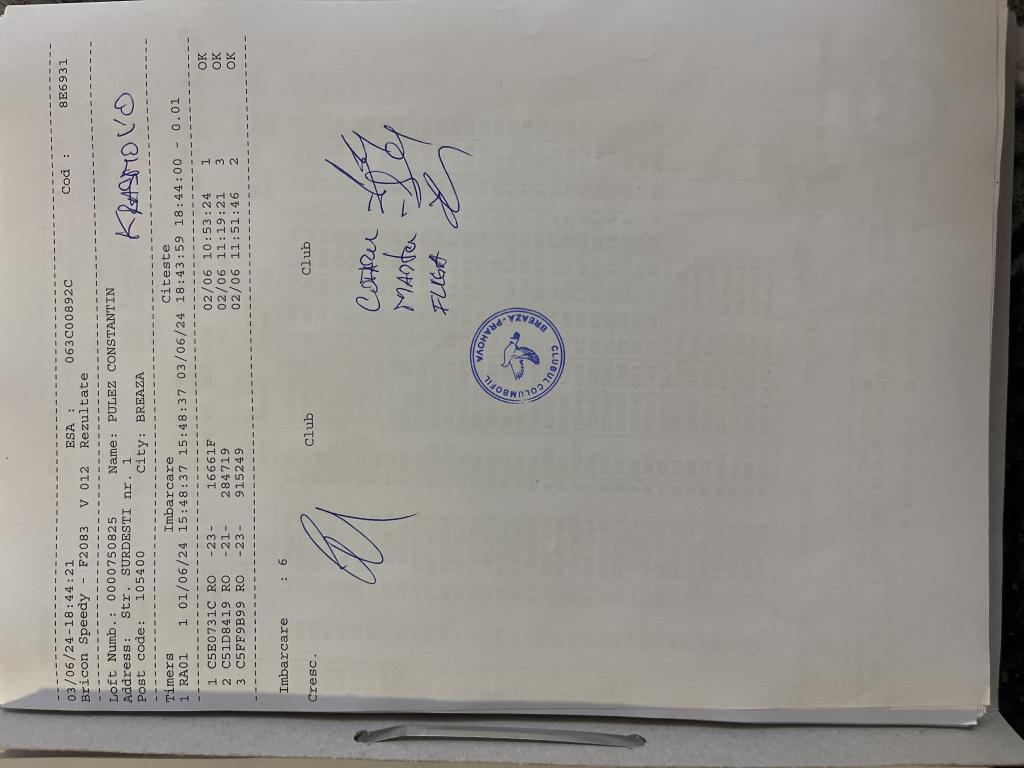 03/06/24-18:44:21 ESA : 063C00892C Cod : 8E6931
Bricon Speedy - F2083 V 012 Rezultate
Loft Numb.: 0000750825 Name: PULEZ CONSTANTIN
Address: Str. SURDESTI nr. 1
Post code: 105400 City: BREAZA
KRASNOVO
Timers Imbarcare Citeste
1 RA01 1 01/06/24 15:48:37 15:48:37 03/06/24 18:43:59 18:44:00 - 0.01
1 C5E0731C RO -23- 16661F 02/06 10:53:24 1 OK
2 C51D8419 RO -21- 284719 02/06 11:19:21 3 OK
3 C5FF9B99 RO -23- 915249 02/06 11:51:46 2 OK
Imbarcare : 6
Cresc. Club Club
CLUBUL COLUMBOFIL
BREAZA-PRAHOVA